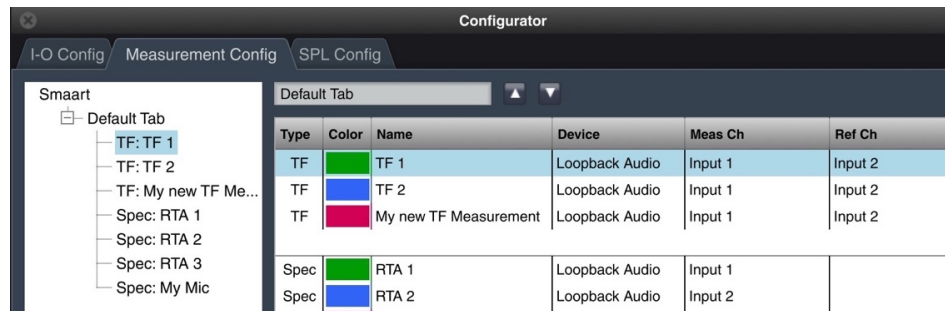 Configurator
I-O Config Measurement Config SPL Config
Smaart
Default Tab
TF: TF 1
TF: TF 2
TF: My new TF Me...
Spec: RTA 1
Spec: RTA 2
Spec: RTA 3
Spec: My Mic
Default Tab
Type Color Name Device Meas Ch Ref Ch
TF TF 1 Loopback Audio Input 1 Input 2
TF TF 2 Loopback Audio Input 1 Input 2
TF My new TF Measurement Loopback Audio Input 1 Input 2
Spec RTA 1 Loopback Audio Input 1
Spec RTA 2 Loopback Audio Input 2